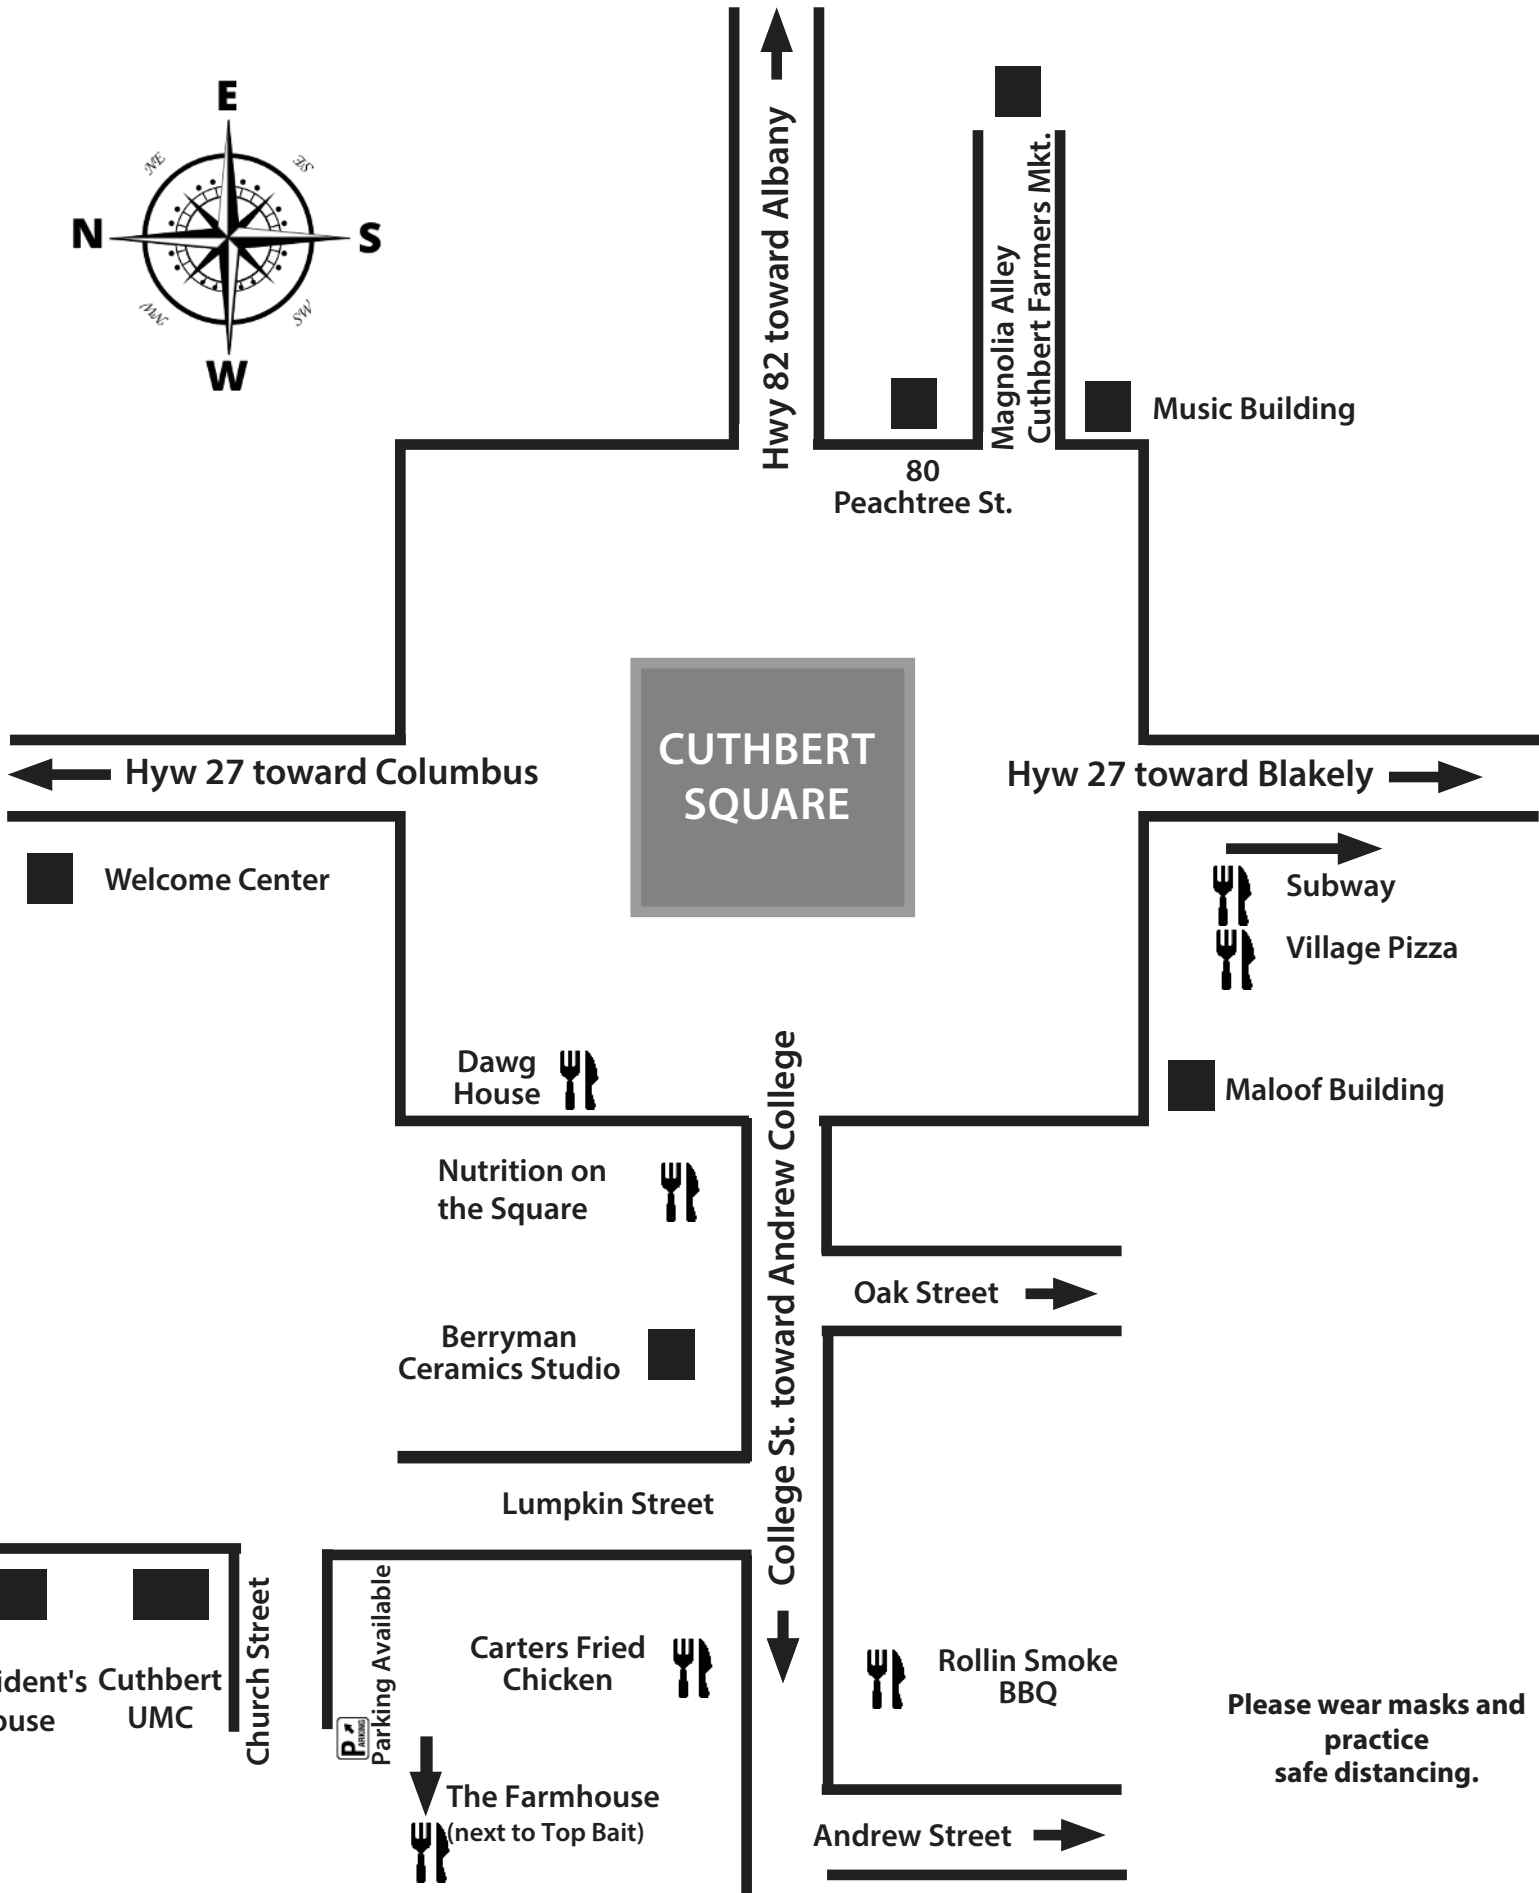 E
NE
SE
N
S
NW
SW
W
Hwy 82 toward Albany
Magnolia Alley
Cuthbert Farmers Mkt.
Music Building
80
Peachtree St.
CUTHBERT
SQUARE
Hyw 27 toward Columbus
Hyw 27 toward Blakely
Welcome Center
Subway
Village Pizza
Dawg
House
Maloof Building
College St. toward Andrew College
Nutrition on
the Square
Oak Street
Berryman
Ceramics Studio
Lumpkin Street
ident's
ouse
Cuthbert
UMC
Church Street
Parking Available
P
ARKING
Carters Fried
Chicken
Rollin Smoke
BBQ
Please wear masks and
practice
safe distancing.
The Farmhouse
(next to Top Bait)
Andrew Street